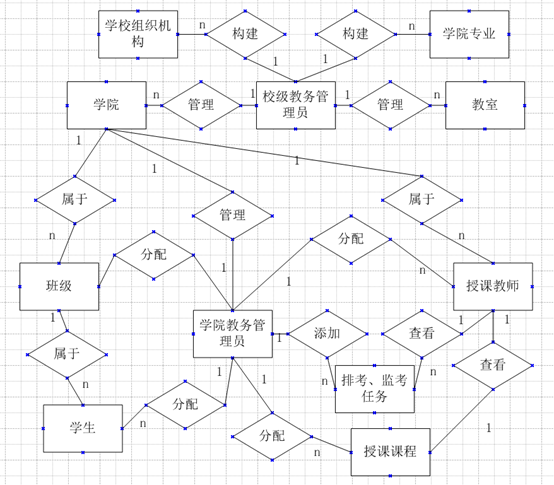 学校组织机
构
n
构建
构建
n
学院专业
1
1
学院
n
管理
1
校级教务管
理员
1
管理
n
教室
1
1
1
属于
管理
属于
n
分配
分配
n
1
1
n
班级
授课教师
1
学院教务管
理员
1
添加
查看
1
1
属于
查看
n
1
1
n
排考、监考
任务
n
学生
分配
n
分配
n
授课课程
1